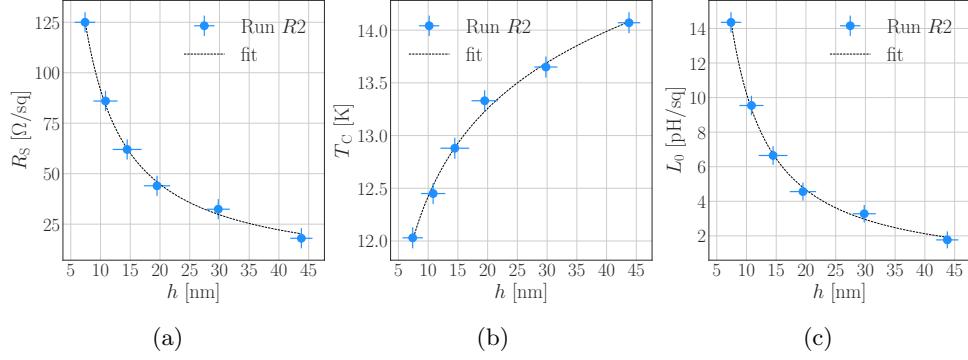 125
100
75
50
25
5 10 15 20 25 30 35 40 45
R_S [Ω/sq]
h [nm]
Run R2
fit
(a)
14.0
13.5
13.0
12.5
12.0
5 10 15 20 25 30 35 40 45
T_C [K]
h [nm]
Run R2
fit
(b)
14
12
10
8
6
4
2
5 10 15 20 25 30 35 40 45
L_0 [pH/sq]
h [nm]
Run R2
fit
(c)